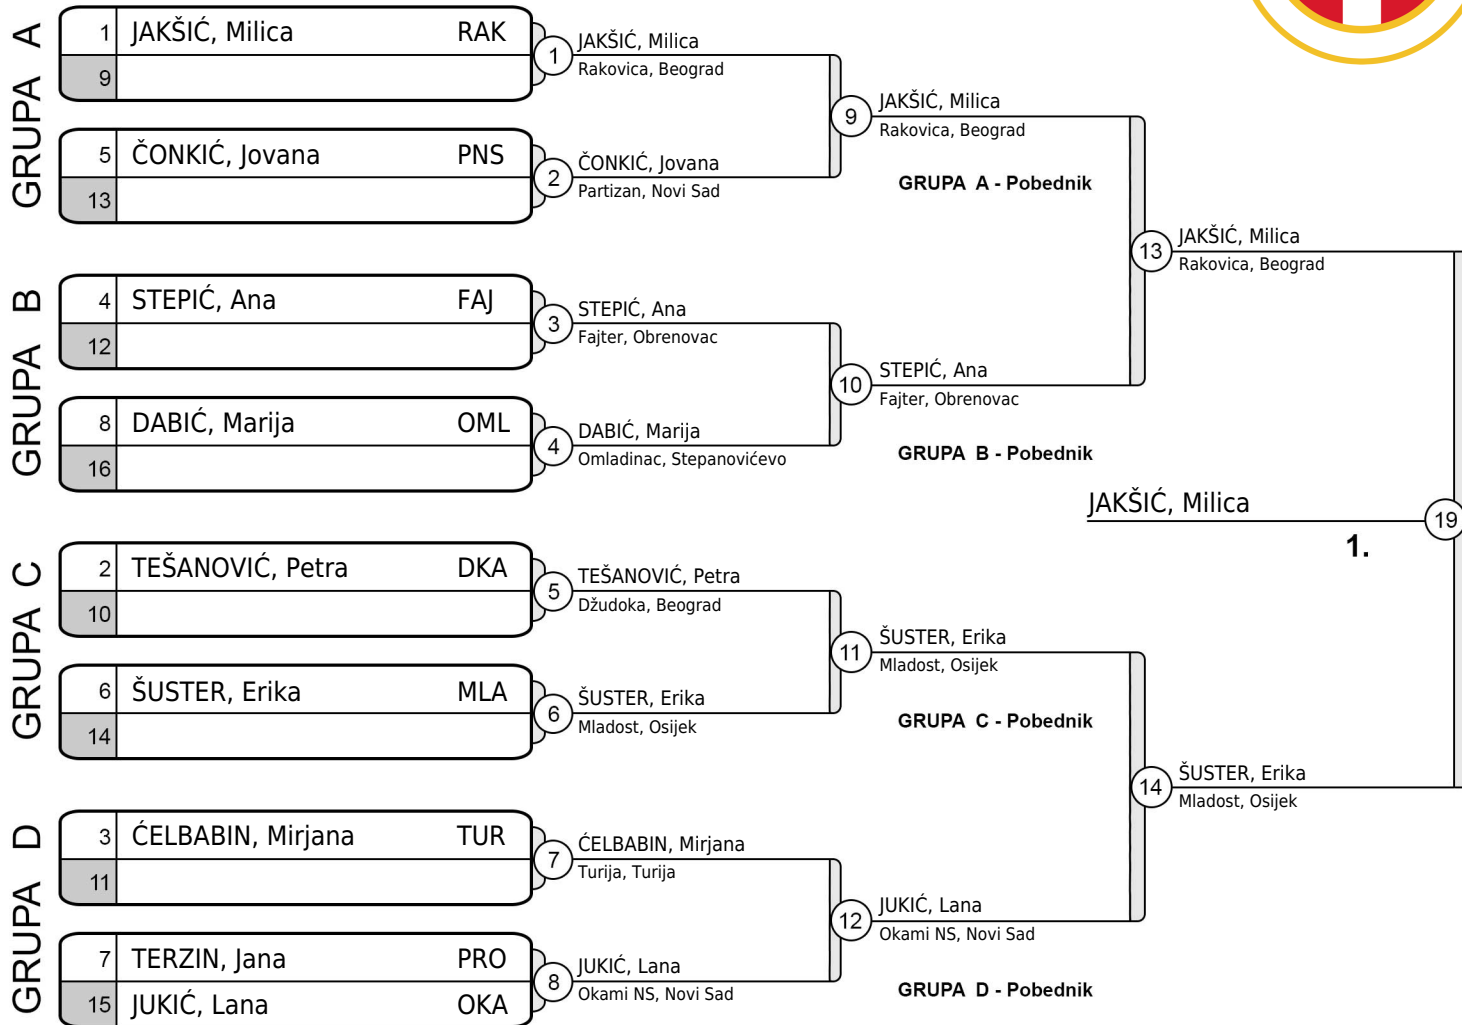 GRUPA A
1 JAKŠIĆ, Milica RAK
9
1
JAKŠIĆ, Milica
Rakovica, Beograd
5 ČONKIĆ, Jovana PNS
13
2
ČONKIĆ, Jovana
Partizan, Novi Sad
9
JAKŠIĆ, Milica
Rakovica, Beograd
GRUPA A - Pobednik
GRUPA B
4 STEPIĆ, Ana FAJ
12
3
STEPIĆ, Ana
Fajter, Obrenovac
8 DABIĆ, Marija OML
16
4
DABIĆ, Marija
Omladinac, Stepanovićevo
10
STEPIĆ, Ana
Fajter, Obrenovac
GRUPA B - Pobednik
13
JAKŠIĆ, Milica
Rakovica, Beograd
GRUPA C
2 TEŠANOVIĆ, Petra DKA
10
5
TEŠANOVIĆ, Petra
Džudoka, Beograd
6 ŠUSTER, Erika MLA
14
6
ŠUSTER, Erika
Mladost, Osijek
11
ŠUSTER, Erika
Mladost, Osijek
GRUPA C - Pobednik
GRUPA D
3 ĆELBABIN, Mirjana TUR
11
7
ĆELBABIN, Mirjana
Turija, Turija
7 TERZIN, Jana PRO
15 JUKIĆ, Lana OKA
8
JUKIĆ, Lana
Okami NS, Novi Sad
12
JUKIĆ, Lana
Okami NS, Novi Sad
GRUPA D - Pobednik
14
ŠUSTER, Erika
Mladost, Osijek
JAKŠIĆ, Milica
19
1.